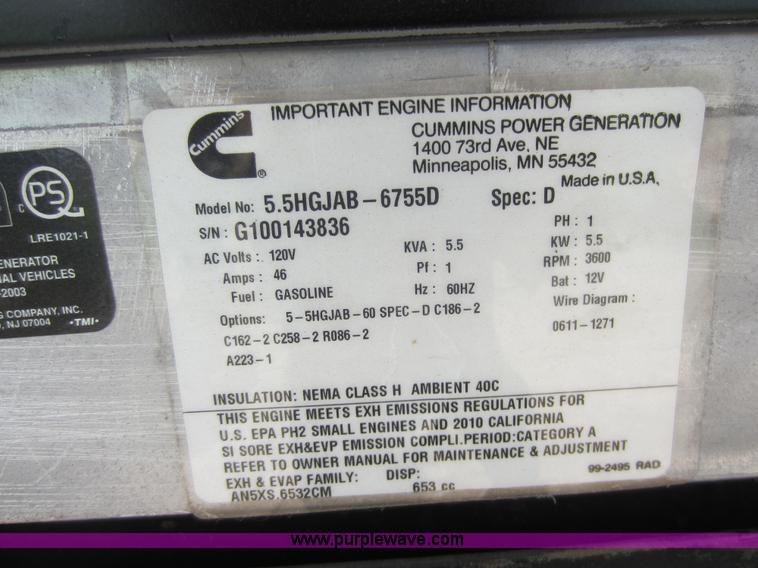 IMPORTANT ENGINE INFORMATION
Cummins
CUMMINS POWER GENERATION
1400 73rd Ave, NE
Minneapolis, MN 55432
Made in U.S.A.
Model No: 5.5HGJAB-6755D Spec: D
S/N : G100143836
PH : 1
AC Volts : 120V KVA : 5.5 KW : 5.5
Amps : 46 Pf : 1 RPM : 3600
Fuel : GASOLINE Hz : 60HZ Bat : 12V
Wire Diagram :
Options: 5-5HGJAB-60 SPEC-D C186-2
0611-1271
C162-2 C258-2 R086-2
A223-1
INSULATION: NEMA CLASS H AMBIENT 40C
THIS ENGINE MEETS EXH EMISSIONS REGULATIONS FOR
U.S. EPA PH2 SMALL ENGINES AND 2010 CALIFORNIA
SI SORE EXH&EVP EMISSION COMPLI.PERIOD:CATEGORY A
REFER TO OWNER MANUAL FOR MAINTENANCE & ADJUSTMENT
EXH & EVAP FAMILY: DISP:
99-2495 RAD
AN5XS.6532CM 653 cc
C PS
LRE1021-1
VEHICLES
-2003
COMPANY, INC.
NJ 07004 •TMI•
www.purplewave.com